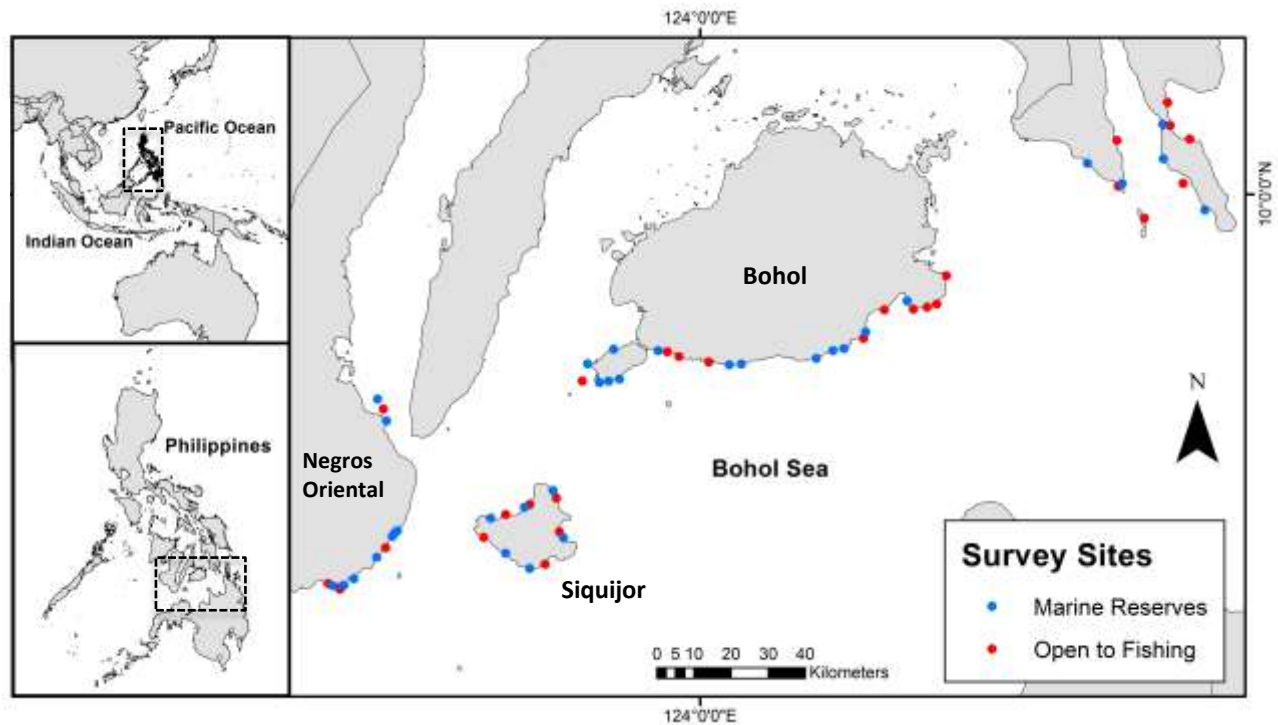 124°0'0"E
Pacific Ocean
Indian Ocean
Philippines
Bohol
10°0'0"N
Negros
Oriental
Siquijor
Bohol Sea
N
Survey Sites
Marine Reserves
Open to Fishing
0 5 10 20 30 40
Kilometers
124°0'0"E